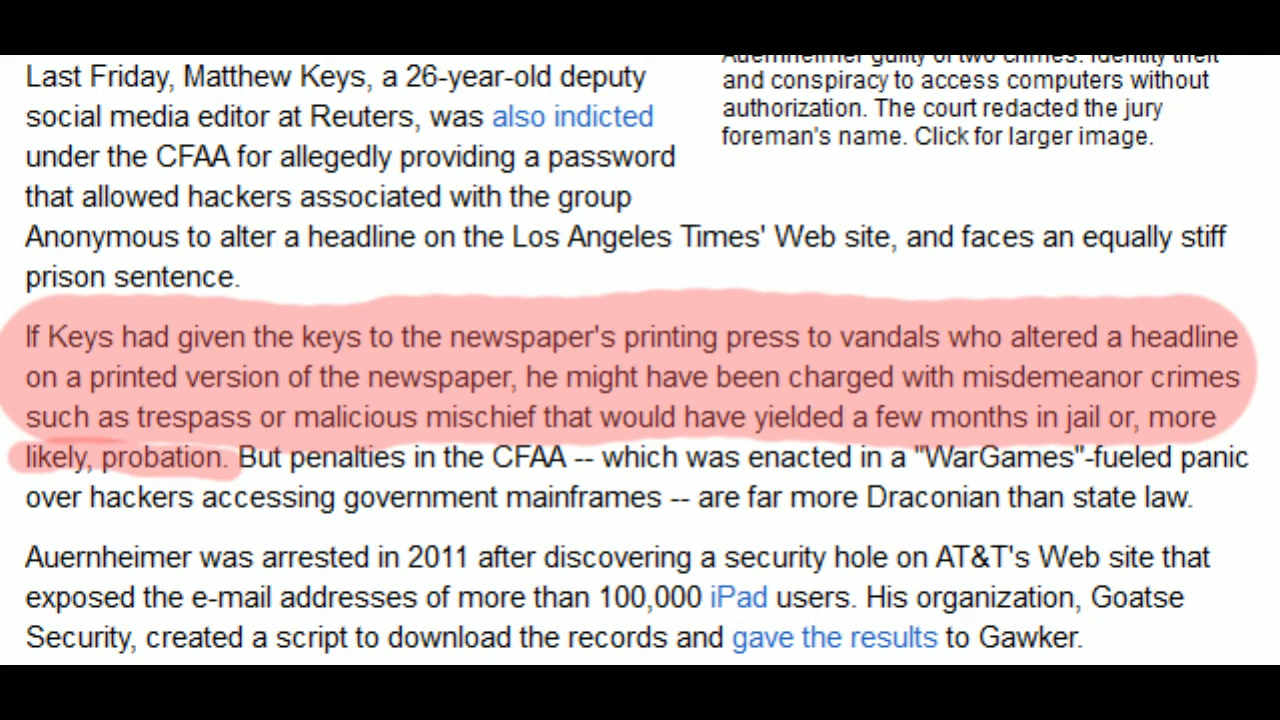 Last Friday, Matthew Keys, a 26-year-old deputy
social media editor at Reuters, was also indicted
under the CFAA for allegedly providing a password
that allowed hackers associated with the group
Anonymous to alter a headline on the Los Angeles Times' Web site, and faces an equally stiff
prison sentence.
Auernheimer guilty of two crimes: identity theft
and conspiracy to access computers without
authorization. The court redacted the jury
foreman's name. Click for larger image.
If Keys had given the keys to the newspaper's printing press to vandals who altered a headline
on a printed version of the newspaper, he might have been charged with misdemeanor crimes
such as trespass or malicious mischief that would have yielded a few months in jail or, more
likely, probation. But penalties in the CFAA -- which was enacted in a "WarGames"-fueled panic
over hackers accessing government mainframes -- are far more Draconian than state law.
Auernheimer was arrested in 2011 after discovering a security hole on AT&T's Web site that
exposed the e-mail addresses of more than 100,000 iPad users. His organization, Goatse
Security, created a script to download the records and gave the results to Gawker.